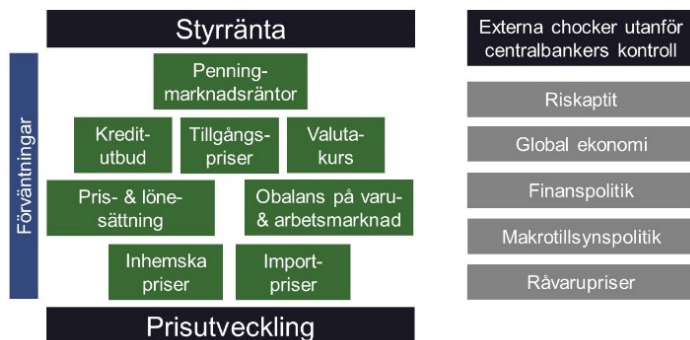 Styrränta
Förväntningar
Penning-
marknadsräntor
Kredit-
utbud
Tillgångs-
priser
Valuta-
kurs
Pris- & löne-
sättning
Obalans på varu-
& arbetsmarknad
Inhemska
priser
Import-
priser
Prisutveckling
Externa chocker utanför
centralbankers kontroll
Riskaptit
Global ekonomi
Finanspolitik
Makrotillsynspolitik
Råvarupriser